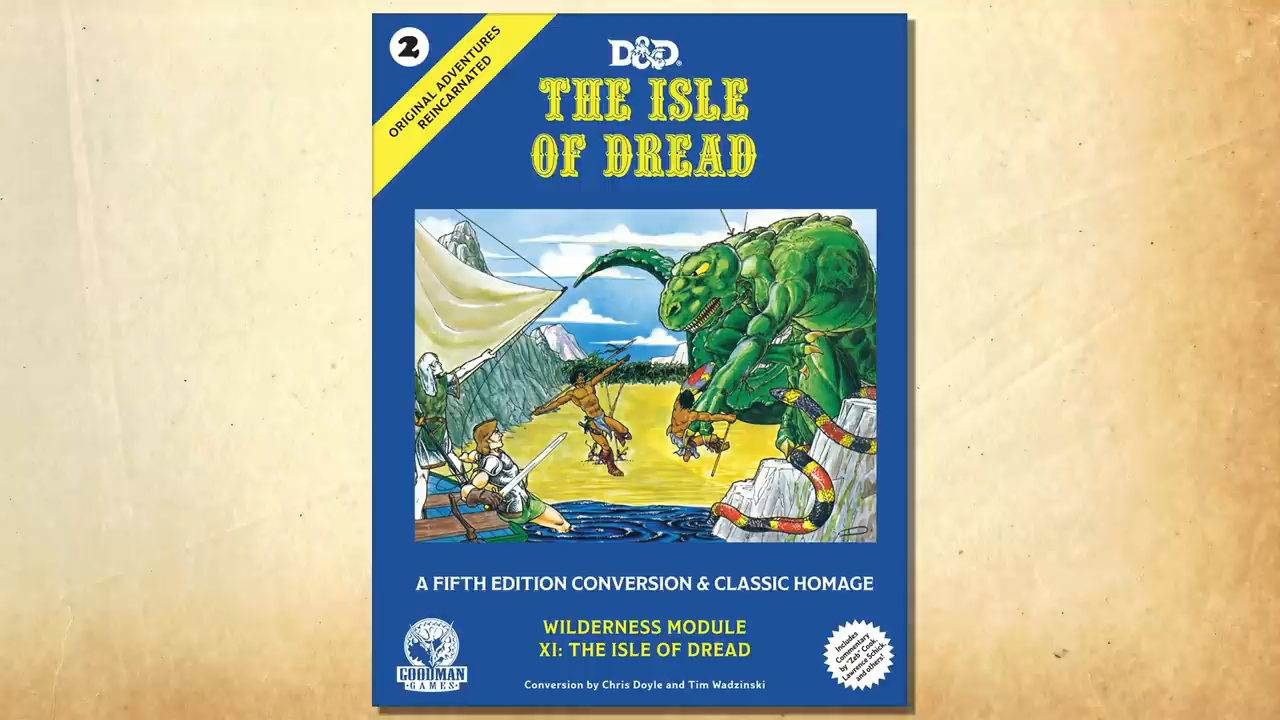 2
ORIGINAL ADVENTURES
REINCARNATED
D&D
THE ISLE
OF DREAD
A FIFTH EDITION CONVERSION & CLASSIC HOMAGE
WILDERNESS MODULE
XI: THE ISLE OF DREAD
GOODMAN
GAMES
Includes
Commentary
by "Zeb" Cook,
Lawrence Schick
and others
Conversion by Chris Doyle and Tim Wadzinski